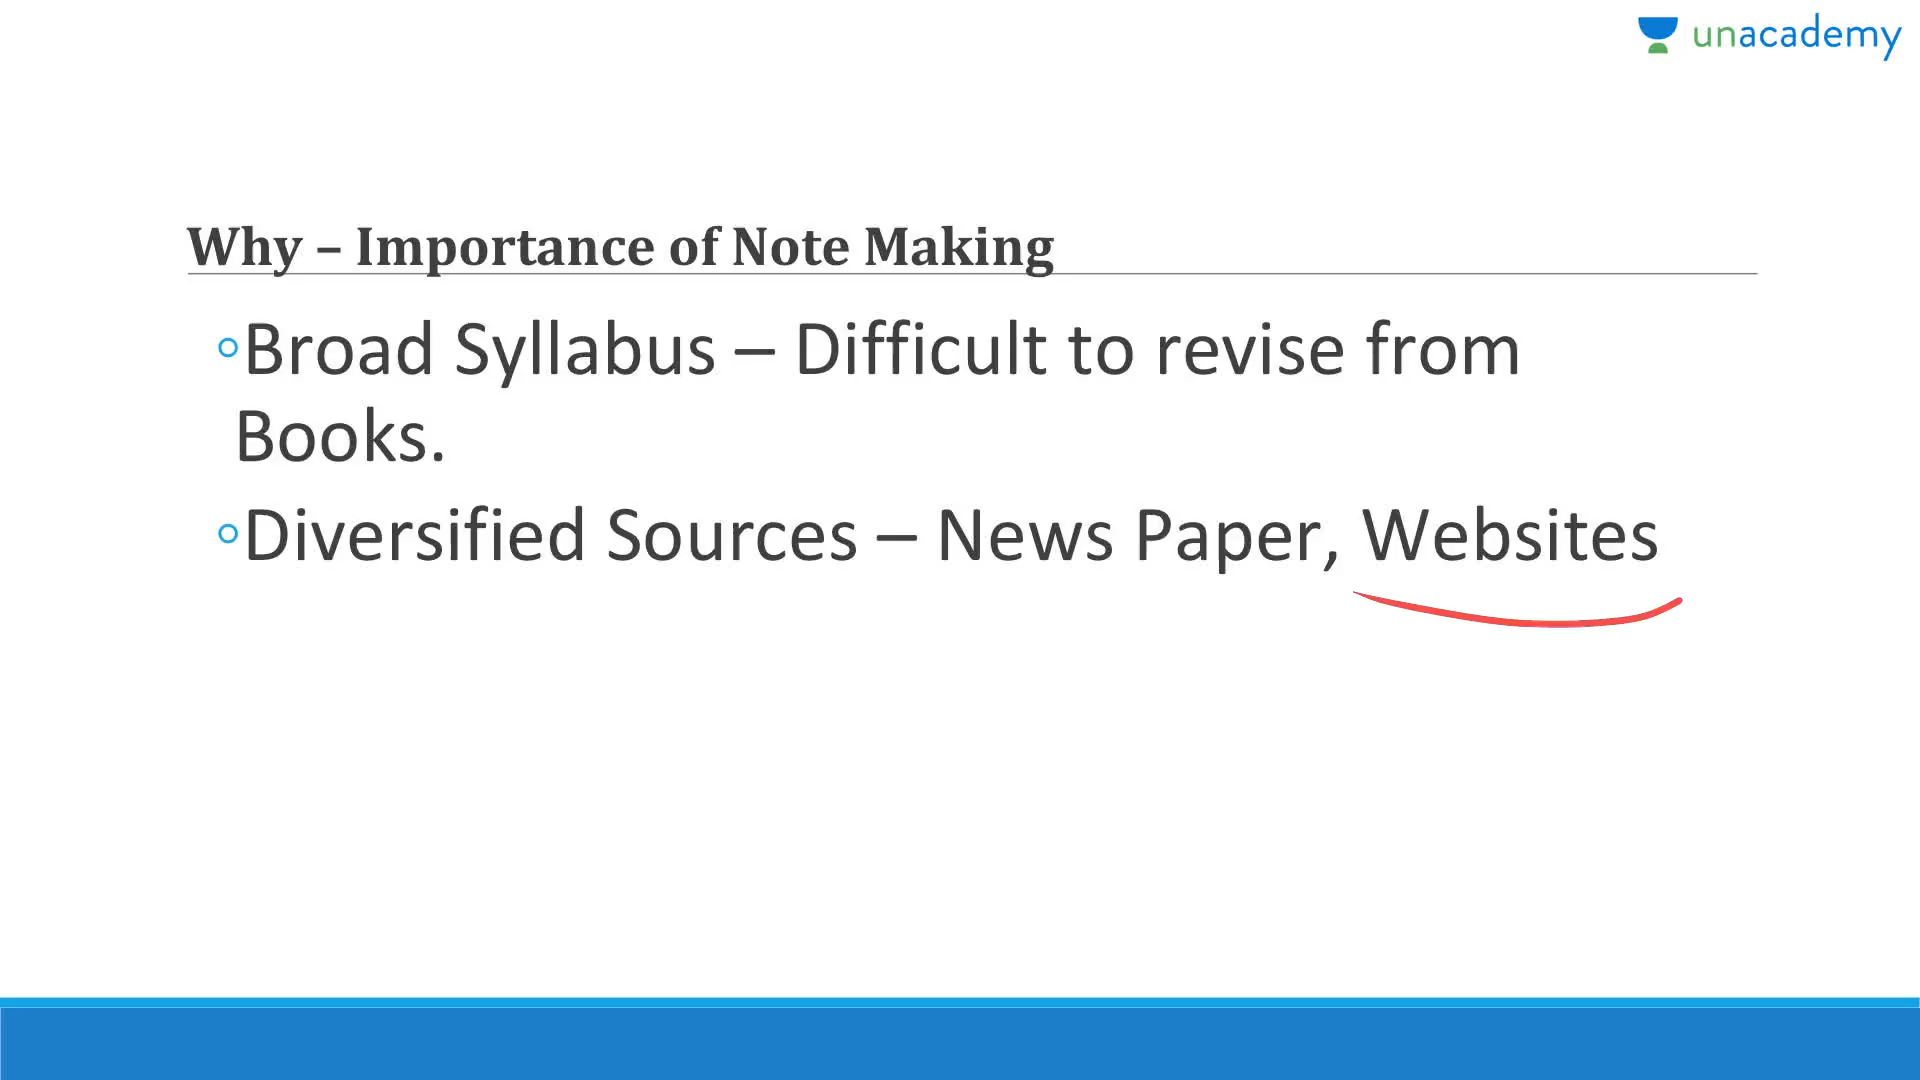 unacademy
Why – Importance of Note Making
◦Broad Syllabus – Difficult to revise from
Books.
◦Diversified Sources – News Paper, Websites